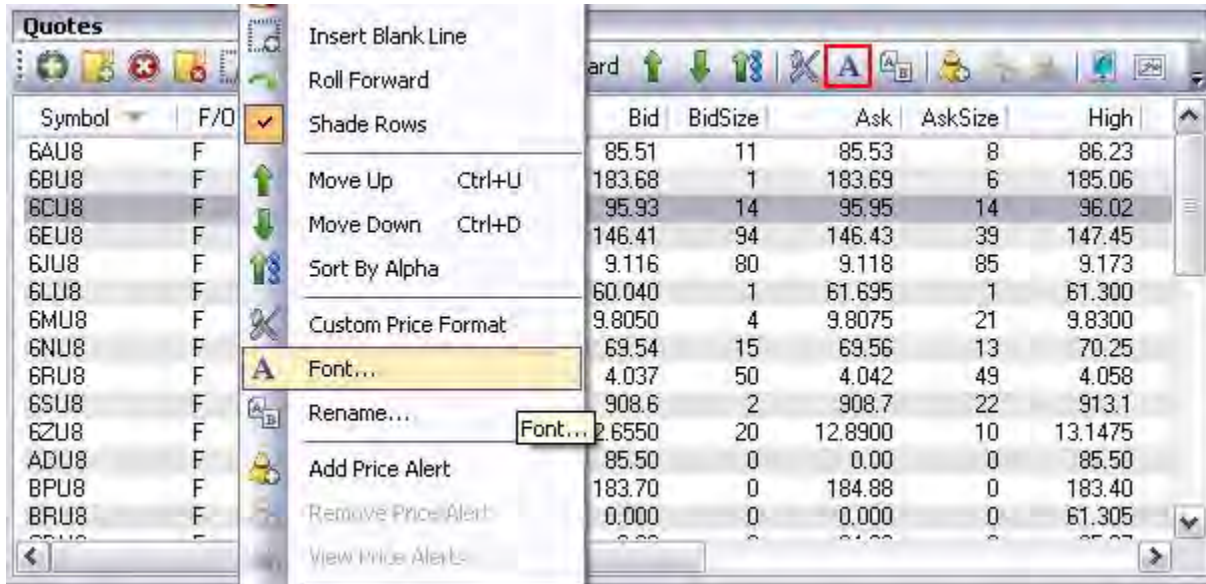 Quotes
Insert Blank Line
Roll Forward
ard A
Symbol F/O Shade Rows Bid BidSize Ask AskSize High
6AU8 F 85.51 11 85.53 8 86.23
6BU8 F Move Up Ctrl+U 183.68 1 183.69 6 185.06
6CU8 F 95.93 14 95.95 14 96.02
6EU8 F Move Down Ctrl+D 146.41 94 146.43 39 147.45
6JU8 F Sort By Alpha 9.116 80 9.118 85 9.173
6LU8 F 60.040 1 61.695 1 61.300
6MU8 F Custom Price Format 9.8050 4 9.8075 21 9.8300
6NU8 F 69.54 15 69.56 13 70.25
6RU8 F A Font... 4.037 50 4.042 49 4.058
6SU8 F Rename... 908.6 2 908.7 22 913.1
6ZU8 F Font... 2.6550 20 12.8900 10 13.1475
ADU8 F Add Price Alert 85.50 0 0.00 0 85.50
BPU8 F 183.70 0 184.88 0 183.40
BRU8 F Remove Price Alert 0.000 0 0.000 0 61.305
View Price Alerts